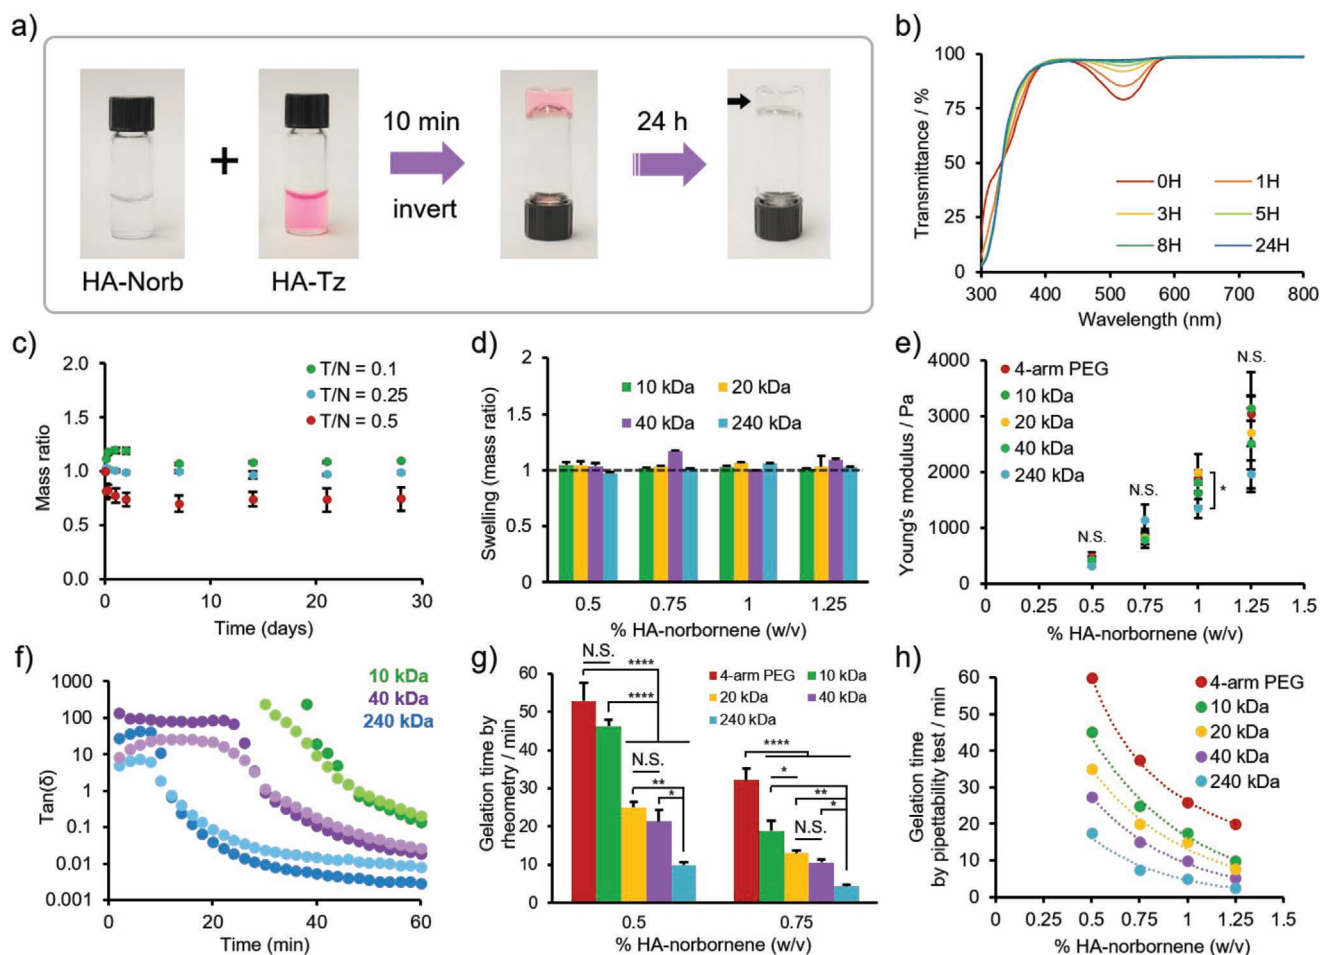 a)
10 min
invert
24 h
HA-Norb
HA-Tz
b)
Transmittance / %
100
75
50
25
0
0H
1H
3H
5H
8H
24H
300
400
500
600
700
800
Wavelength (nm)
c)
Mass ratio
2.0
1.5
1.0
0.5
0.0
T/N = 0.1
T/N = 0.25
T/N = 0.5
0
10
20
30
Time (days)
d)
Swelling (mass ratio)
2
1.5
1
0.5
0
10 kDa
20 kDa
40 kDa
240 kDa
0.5
0.75
1
1.25
% HA-norbornene (w/v)
e)
Young's modulus / Pa
4000
3000
2000
1000
0
4-arm PEG
10 kDa
20 kDa
40 kDa
240 kDa
N.S.
N.S.
*
N.S.
0
0.25
0.5
0.75
1
1.25
1.5
% HA-norbornene (w/v)
f)
Tan(δ)
1000
100
10
1
0.1
0.01
0.001
10 kDa
40 kDa
240 kDa
0
20
40
60
Time (min)
g)
Gelation time by
rheometry / min
60
50
40
30
20
10
0
4-arm PEG
10 kDa
20 kDa
40 kDa
240 kDa
N.S.
****
****
N.S.
**
*
****
*
**
*
N.S.
0.5
0.75
% HA-norbornene (w/v)
h)
Gelation time
by pipettability test / min
60
50
40
30
20
10
0
4-arm PEG
10 kDa
20 kDa
40 kDa
240 kDa
0
0.25
0.5
0.75
1
1.25
% HA-norbornene (w/v)